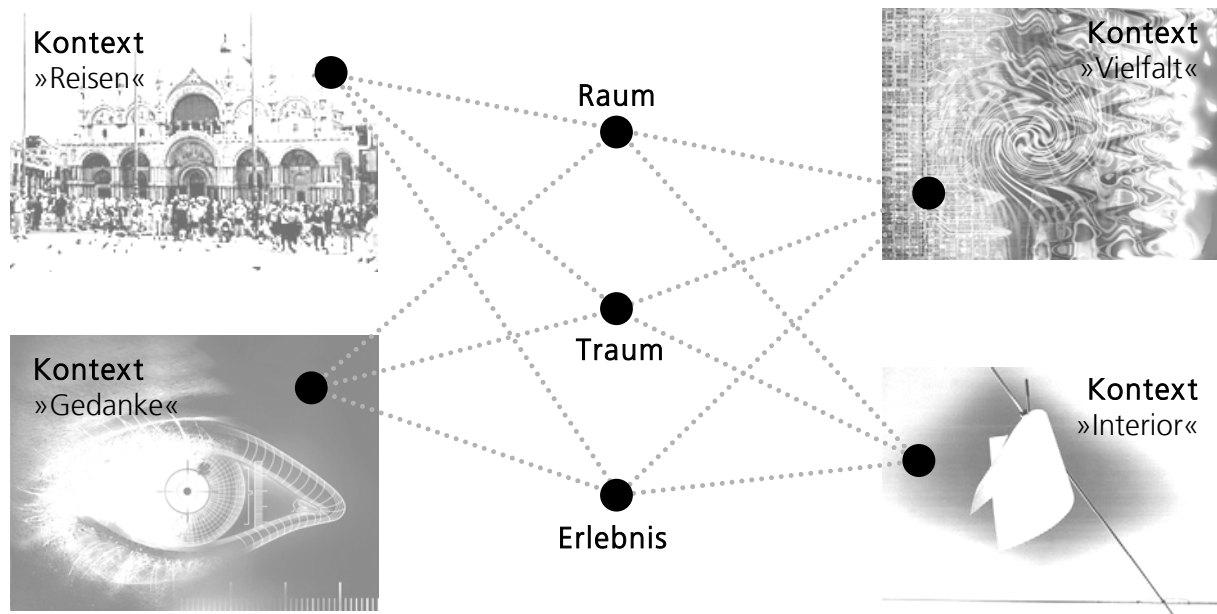 Kontext
»Reisen«
Raum
Kontext
»Vielfalt«
Traum
Kontext
»Gedanke«
Kontext
»Interior«
Erlebnis